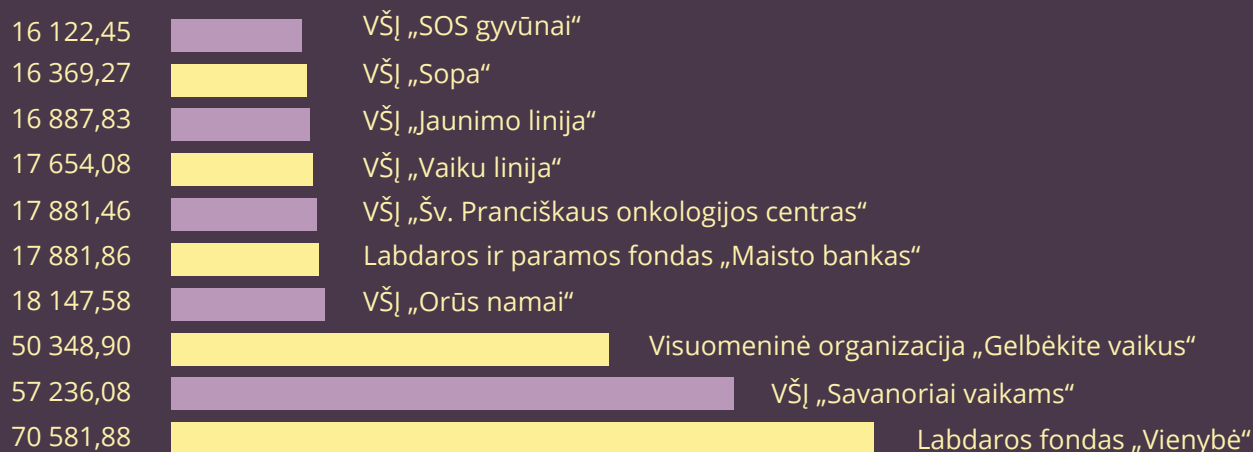 16 122,45 VŠĮ „SOS gyvūnai“
16 369,27 VŠĮ „Sopa“
16 887,83 VŠĮ „Jaunimo linija“
17 654,08 VŠĮ „Vaiku linija“
17 881,46 VŠĮ „Šv. Pranciškaus onkologijos centras“
17 881,86 Labdaros ir paramos fondas „Maisto bankas“
18 147,58 VŠĮ „Orūs namai“
50 348,90 Visuomeninė organizacija „Gelbėkite vaikus“
57 236,08 VŠĮ „Savanoriai vaikams“
70 581,88 Labdaros fondas „Vienybė“